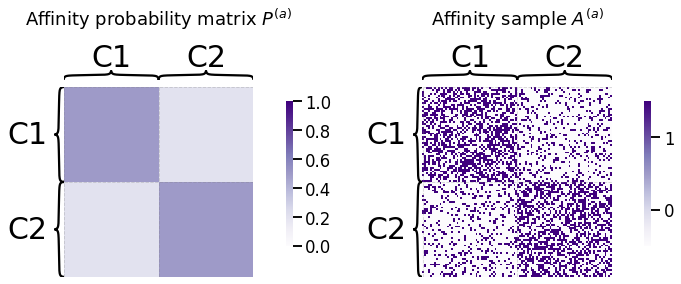 Affinity probability matrix P^(a)
C1 C2
C1
C2
1.0
0.8
0.6
0.4
0.2
0.0
Affinity sample A^(a)
C1 C2
C1
C2
1
0